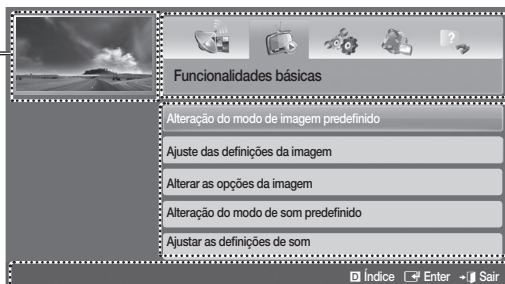 Funcionalidades básicas
Alteração do modo de imagem predefinido
Ajuste das definições da imagem
Alterar as opções da imagem
Alteração do modo de som predefinido
Ajustar as definições de som
D Índice Enter Sair